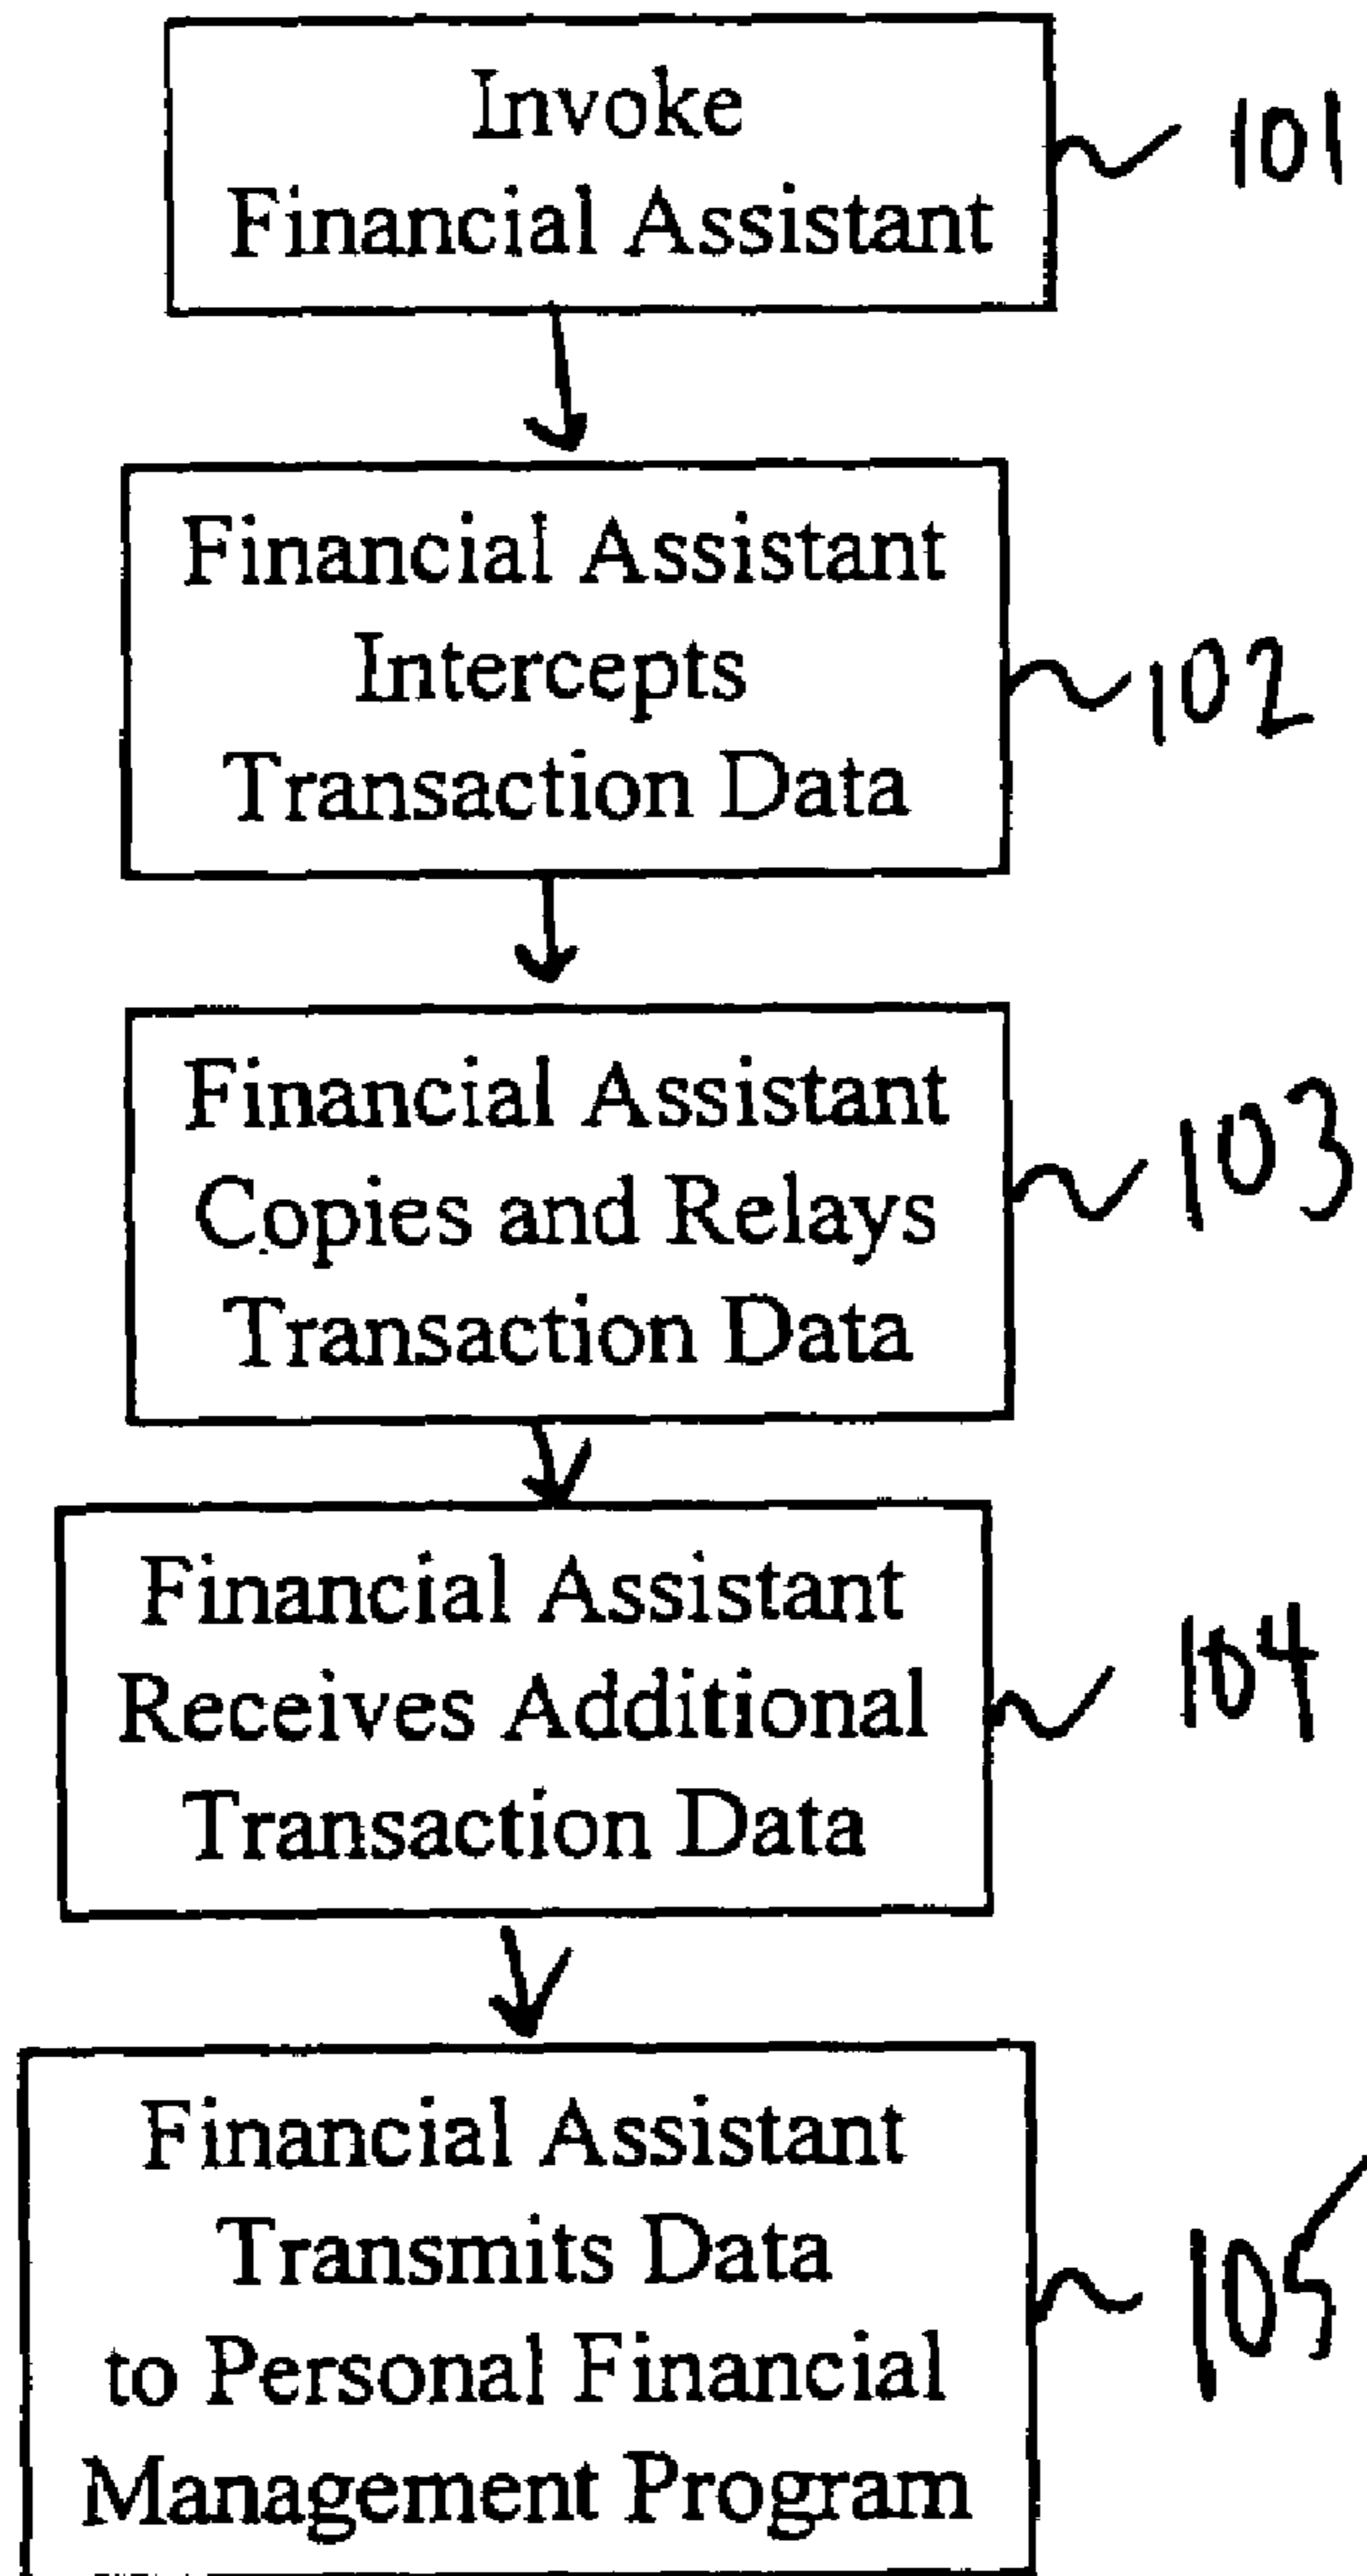 Invoke
Financial Assistant
101
Financial Assistant
Intercepts
Transaction Data
102
Financial Assistant
Copies and Relays
Transaction Data
103
Financial Assistant
Receives Additional
Transaction Data
104
Financial Assistant
Transmits Data
to Personal Financial
Management Program
105